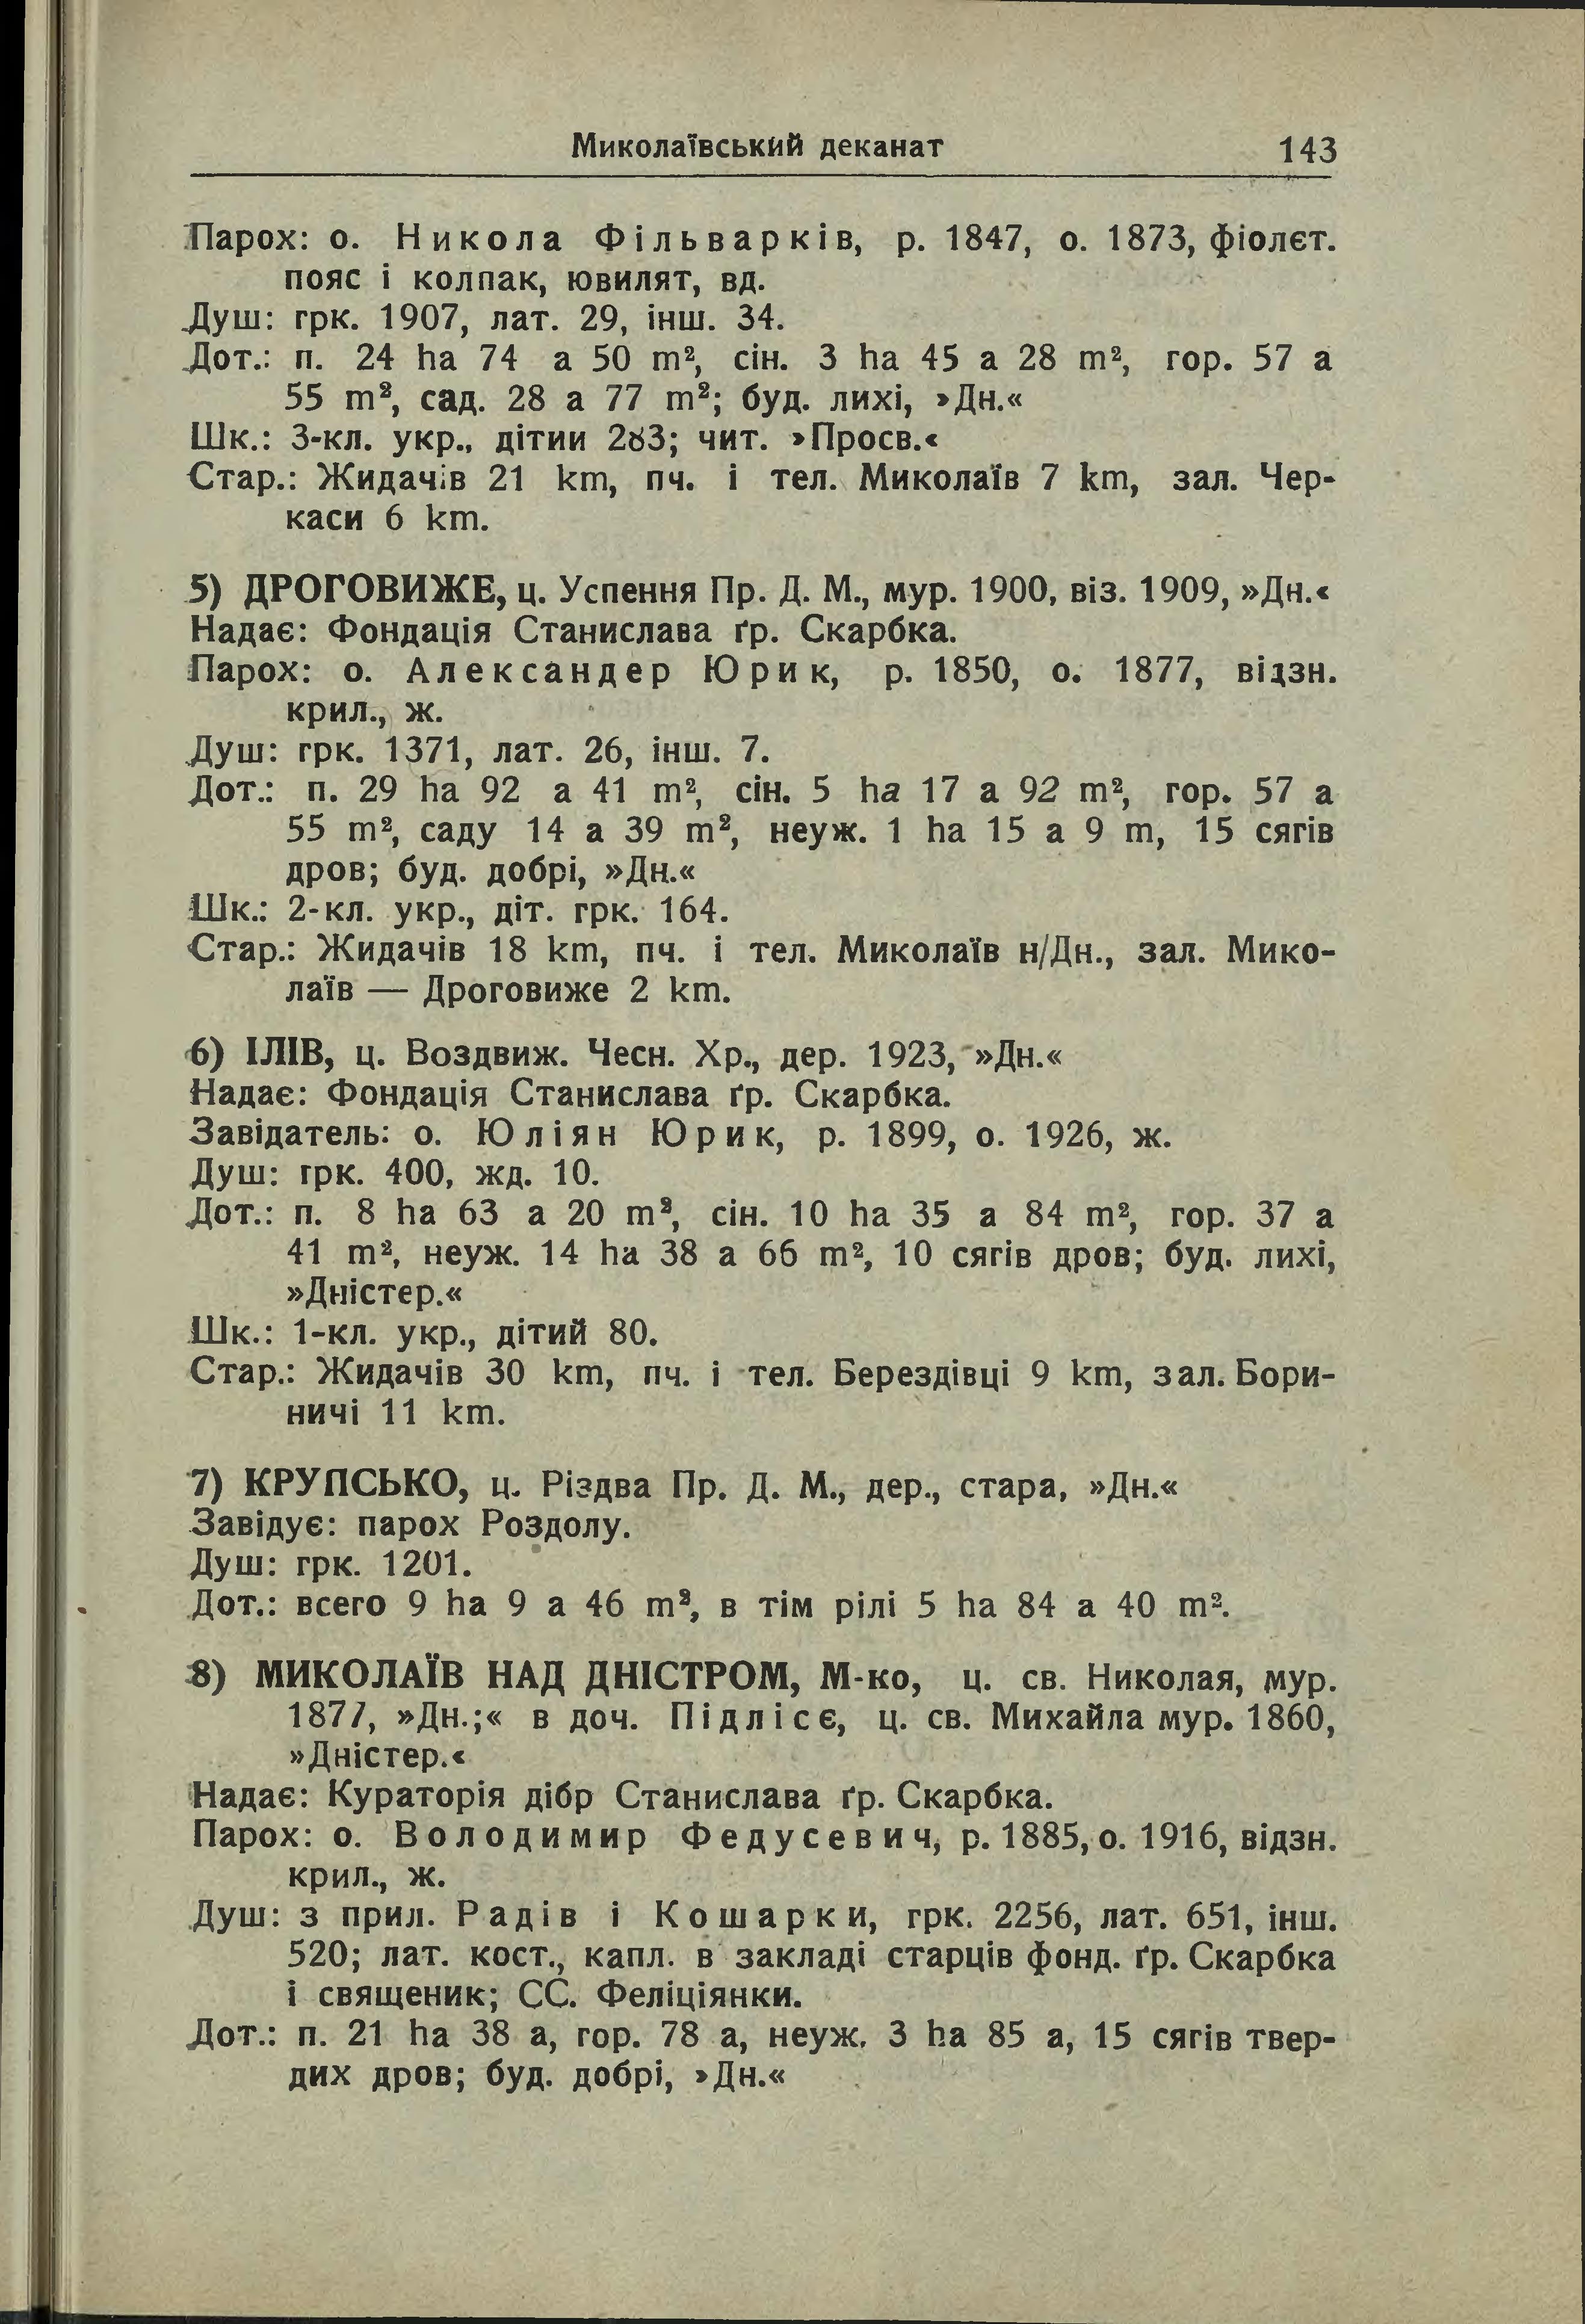 Миколаївський деканат 143
Парох: о. Никола Фільварків, р. 1847, о. 1873, фіолєт.
пояс і колпак, ювилят, вд.
Душ: грк. 1907, лат. 29, інш. 34.
Дот.: п. 24 ha 74 a 50 m², сін. 3 ha 45 a 28 m², гор. 57 a
55 m², сад. 28 a 77 m²; буд. лихі, »Дн.«
Шк.: 3-кл. укр., дітии 283; чит. »Просв.«
Стар.: Жидачів 21 km, пч. і тел. Миколаїв 7 km, зал. Чер-
каси 6 km.
5) ДРОГОВИЖЕ, ц. Успення Пр. Д. М., мур. 1900, віз. 1909, »Дн.«
Надає: Фондація Станислава ґр. Скарбка.
Парох: о. Александер Юрик, р. 1850, о. 1877, відзн.
крил., ж.
Душ: грк. 1371, лат. 26, інш. 7.
Дот.: п. 29 ha 92 a 41 m², сін. 5 ha 17 a 92 m², гор. 57 a
55 m², саду 14 a 39 m², неуж. 1 ha 15 a 9 m, 15 сягів
дров; буд. добрі, »Дн.«
Шк.: 2-кл. укр., діт. грк. 164.
Стар.: Жидачів 18 km, пч. і тел. Миколаїв н/Дн., зал. Мико-
лаїв — Дроговиже 2 km.
6) ІЛІВ, ц. Воздвиж. Чесн. Хр., дер. 1923, »Дн.«
Надає: Фондація Станислава ґр. Скарбка.
Завідатель: о. Юліян Юрик, р. 1899, о. 1926, ж.
Душ: грк. 400, жд. 10.
Дот.: п. 8 ha 63 a 20 m², сін. 10 ha 35 a 84 m², гор. 37 a
41 m², неуж. 14 ha 38 a 66 m², 10 сягів дров; буд. лихі,
»Дністер.«
Шк.: 1-кл. укр., дітий 80.
Стар.: Жидачів 30 km, пч. і тел. Берездівці 9 km, зал. Бори-
ничі 11 km.
7) КРУПСЬКО, ц. Різдва Пр. Д. М., дер., стара, »Дн.«
Завідує: парох Роздолу.
Душ: грк. 1201.
Дот.: всего 9 ha 9 a 46 m², в тім рілі 5 ha 84 a 40 m².
8) МИКОЛАЇВ НАД ДНІСТРОМ, М-ко, ц. св. Николая, мур.
1877, »Дн.;« в доч. Підлісє, ц. св. Михайла мур. 1860,
»Дністер.«
Надає: Кураторія дібр Станислава ґр. Скарбка.
Парох: о. Володимир Федусевич, р. 1885, о. 1916, відзн.
крил., ж.
Душ: з прил. Радів і Кошарки, грк. 2256, лат. 651, інш.
520; лат. кост., капл. в закладі старців фонд. ґр. Скарбка
і священик; СС. Феліціянки.
Дот.: п. 21 ha 38 a, гор. 78 a, неуж. 3 ha 85 a, 15 сягів твер-
дих дров; буд. добрі, »Дн.«